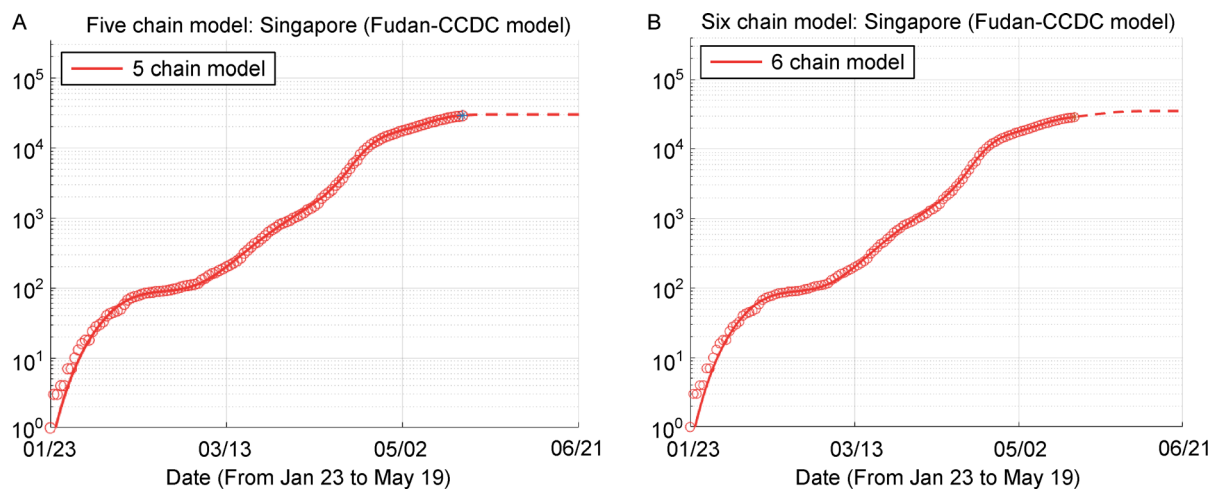 A
Five chain model: Singapore (Fudan-CCDC model)
5 chain model
10^5
10^4
10^3
10^2
10^1
10^0
01/23
03/13
05/02
06/21
Date (From Jan 23 to May 19)
B
Six chain model: Singapore (Fudan-CCDC model)
6 chain model
10^5
10^4
10^3
10^2
10^1
10^0
01/23
03/13
05/02
06/21
Date (From Jan 23 to May 19)